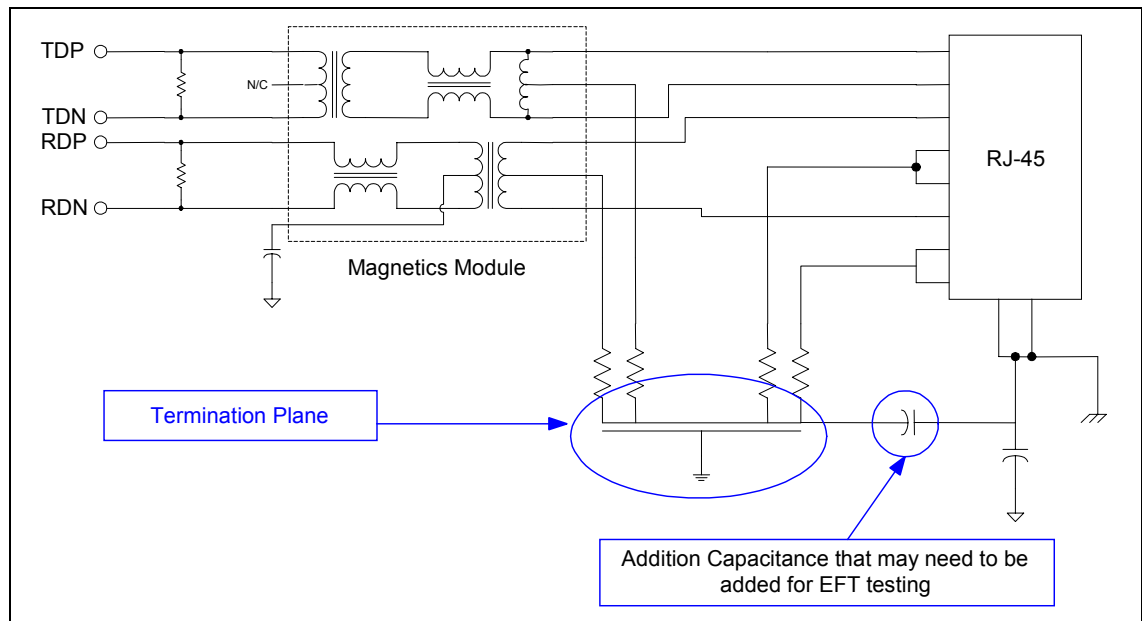 TDP
N/C
TDN
RDP
RJ-45
RDN
Magnetics Module
Termination Plane
Addition Capacitance that may need to be
added for EFT testing